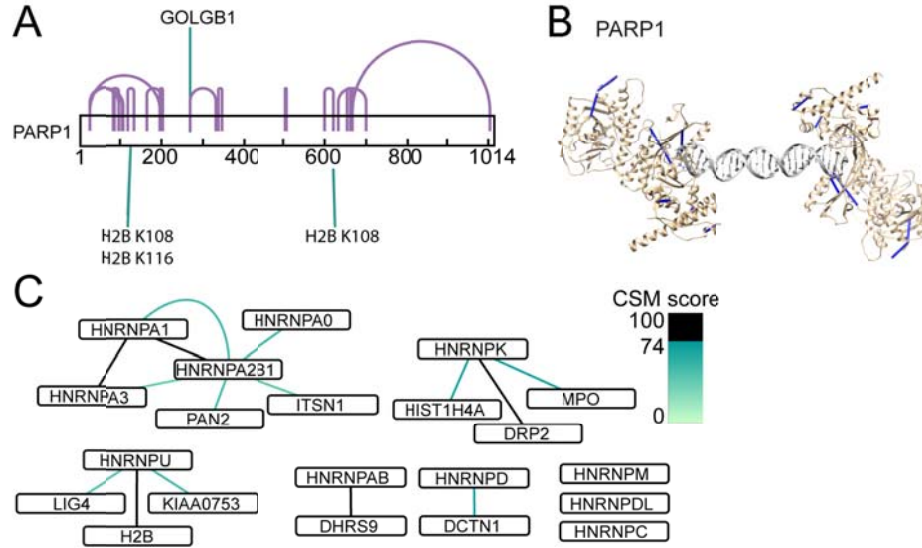 A
GOLGB1
PARP1
1 200 400 600 800 1014
H2B K108
H2B K116
H2B K108
B PARP1
C
CSM score
100
74
0
HNRNPA1
HNRNPA0
HNRNPA2B1
HNRNPA3
PAN2
ITSN1
HNRNPK
HIST1H4A
MPO
DRP2
HNRNPU
LIG4
KIAA0753
H2B
HNRNPAB
DHRS9
HNRNPD
DCTN1
HNRNPM
HNRNPDL
HNRNPC